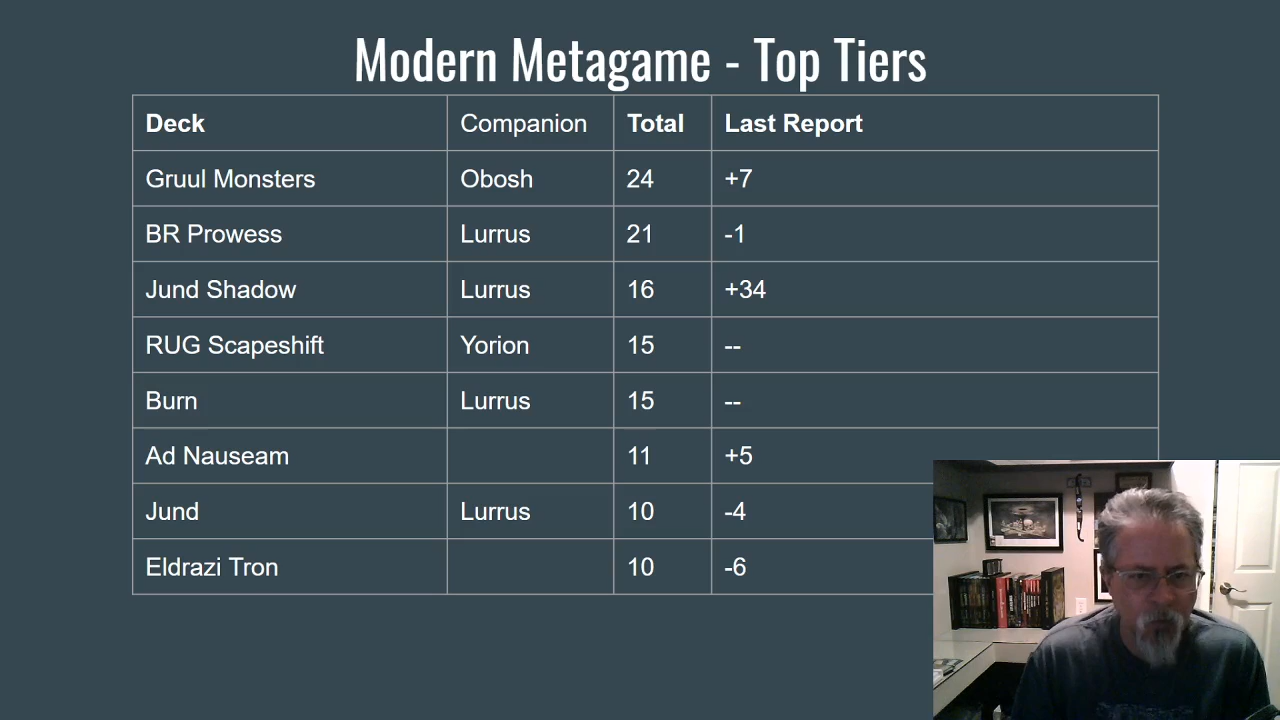 Modern Metagame - Top Tiers
Deck Companion Total Last Report
Gruul Monsters Obosh 24 +7
BR Prowess Lurrus 21 -1
Jund Shadow Lurrus 16 +34
RUG Scapeshift Yorion 15 --
Burn Lurrus 15 --
Ad Nauseam 11 +5
Jund Lurrus 10 -4
Eldrazi Tron 10 -6